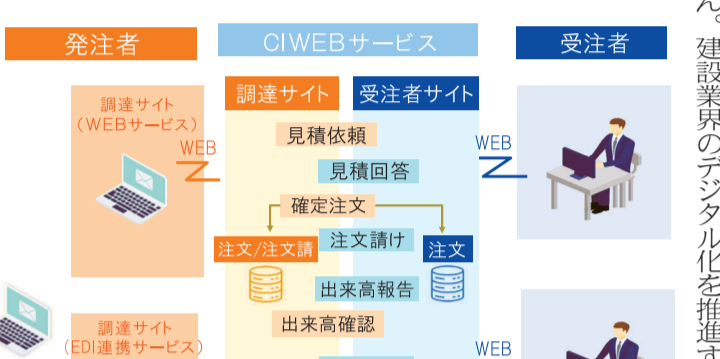 発注者
CIWEBサービス
受注者
調達サイト
(WEBサービス)
WEB
調達サイト
受注者サイト
見積依頼
見積回答
確定注文
注文/注文請
注文請け
注文
出来高報告
出来高確認
WEB
調達サイト
(EDI連携サービス)
WEB
ん。建設業界のデジタル化を推進す